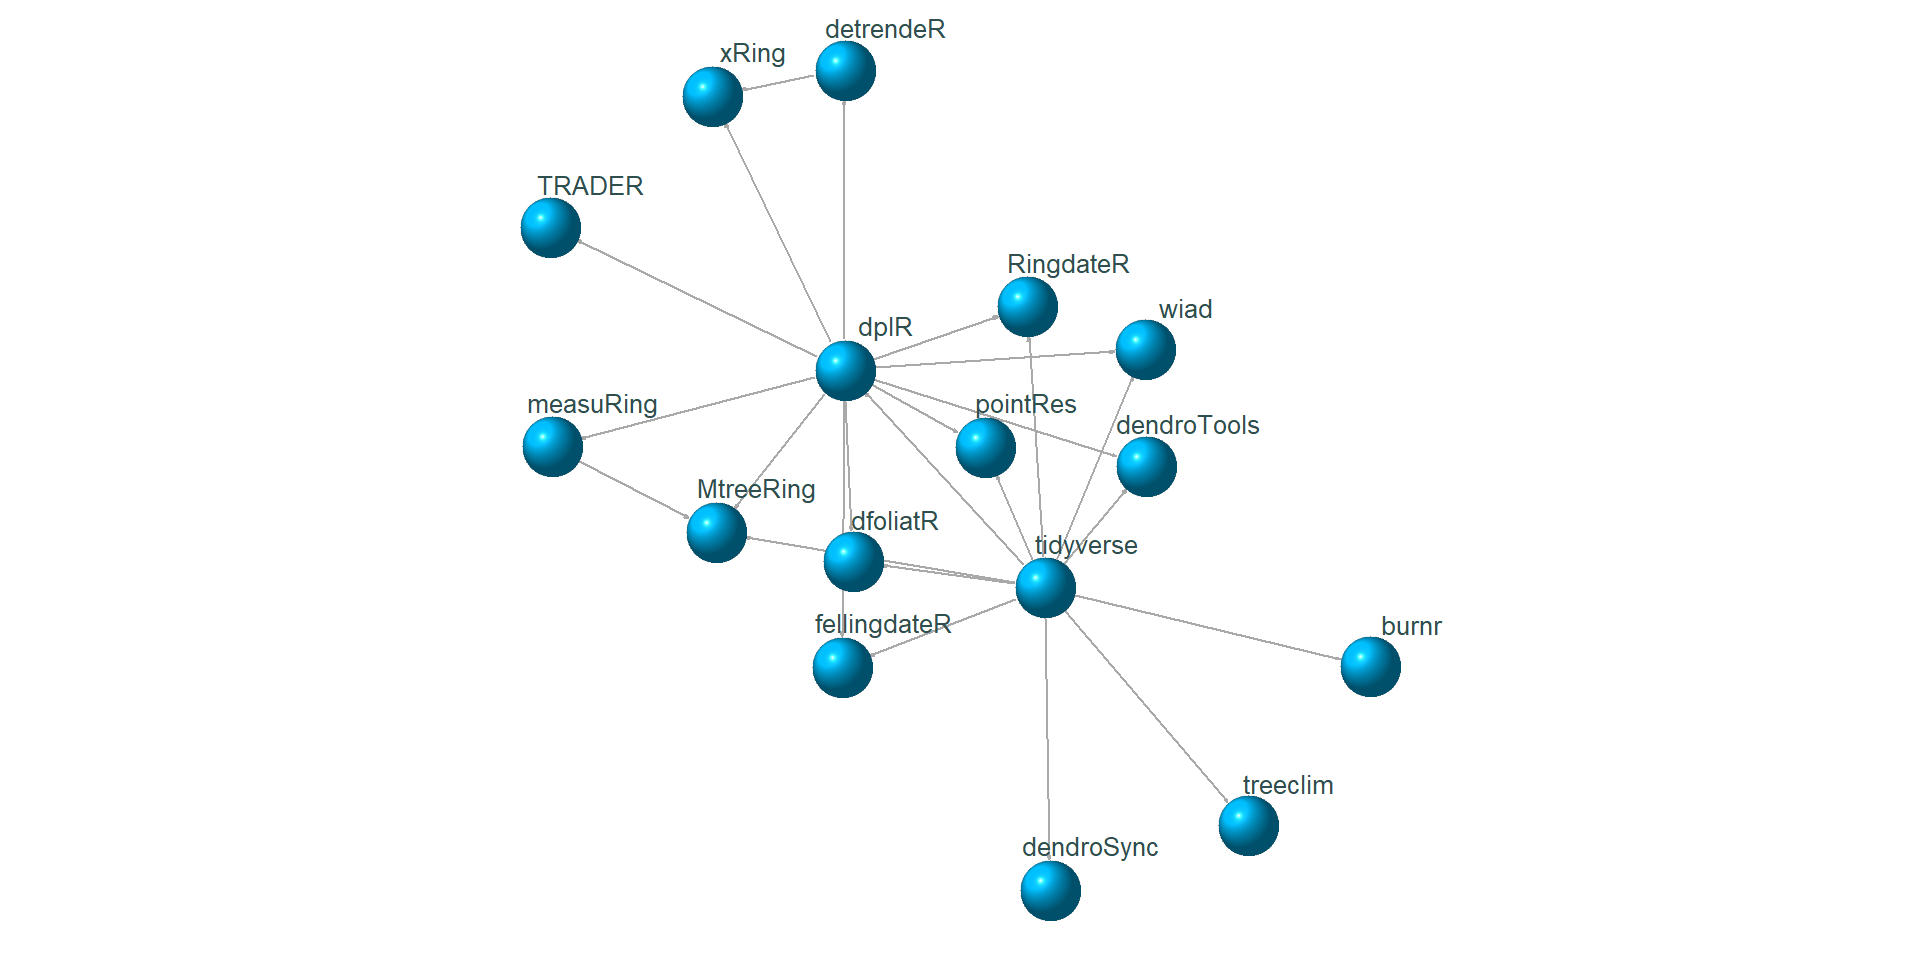 detrendeR
xRing
TRADER
RingdateR
wiad
dplR
measuRing
pointRes
dendroTools
MtreeRing
dfoliatR
tidyverse
fellingdateR
burnr
treeclim
dendroSync